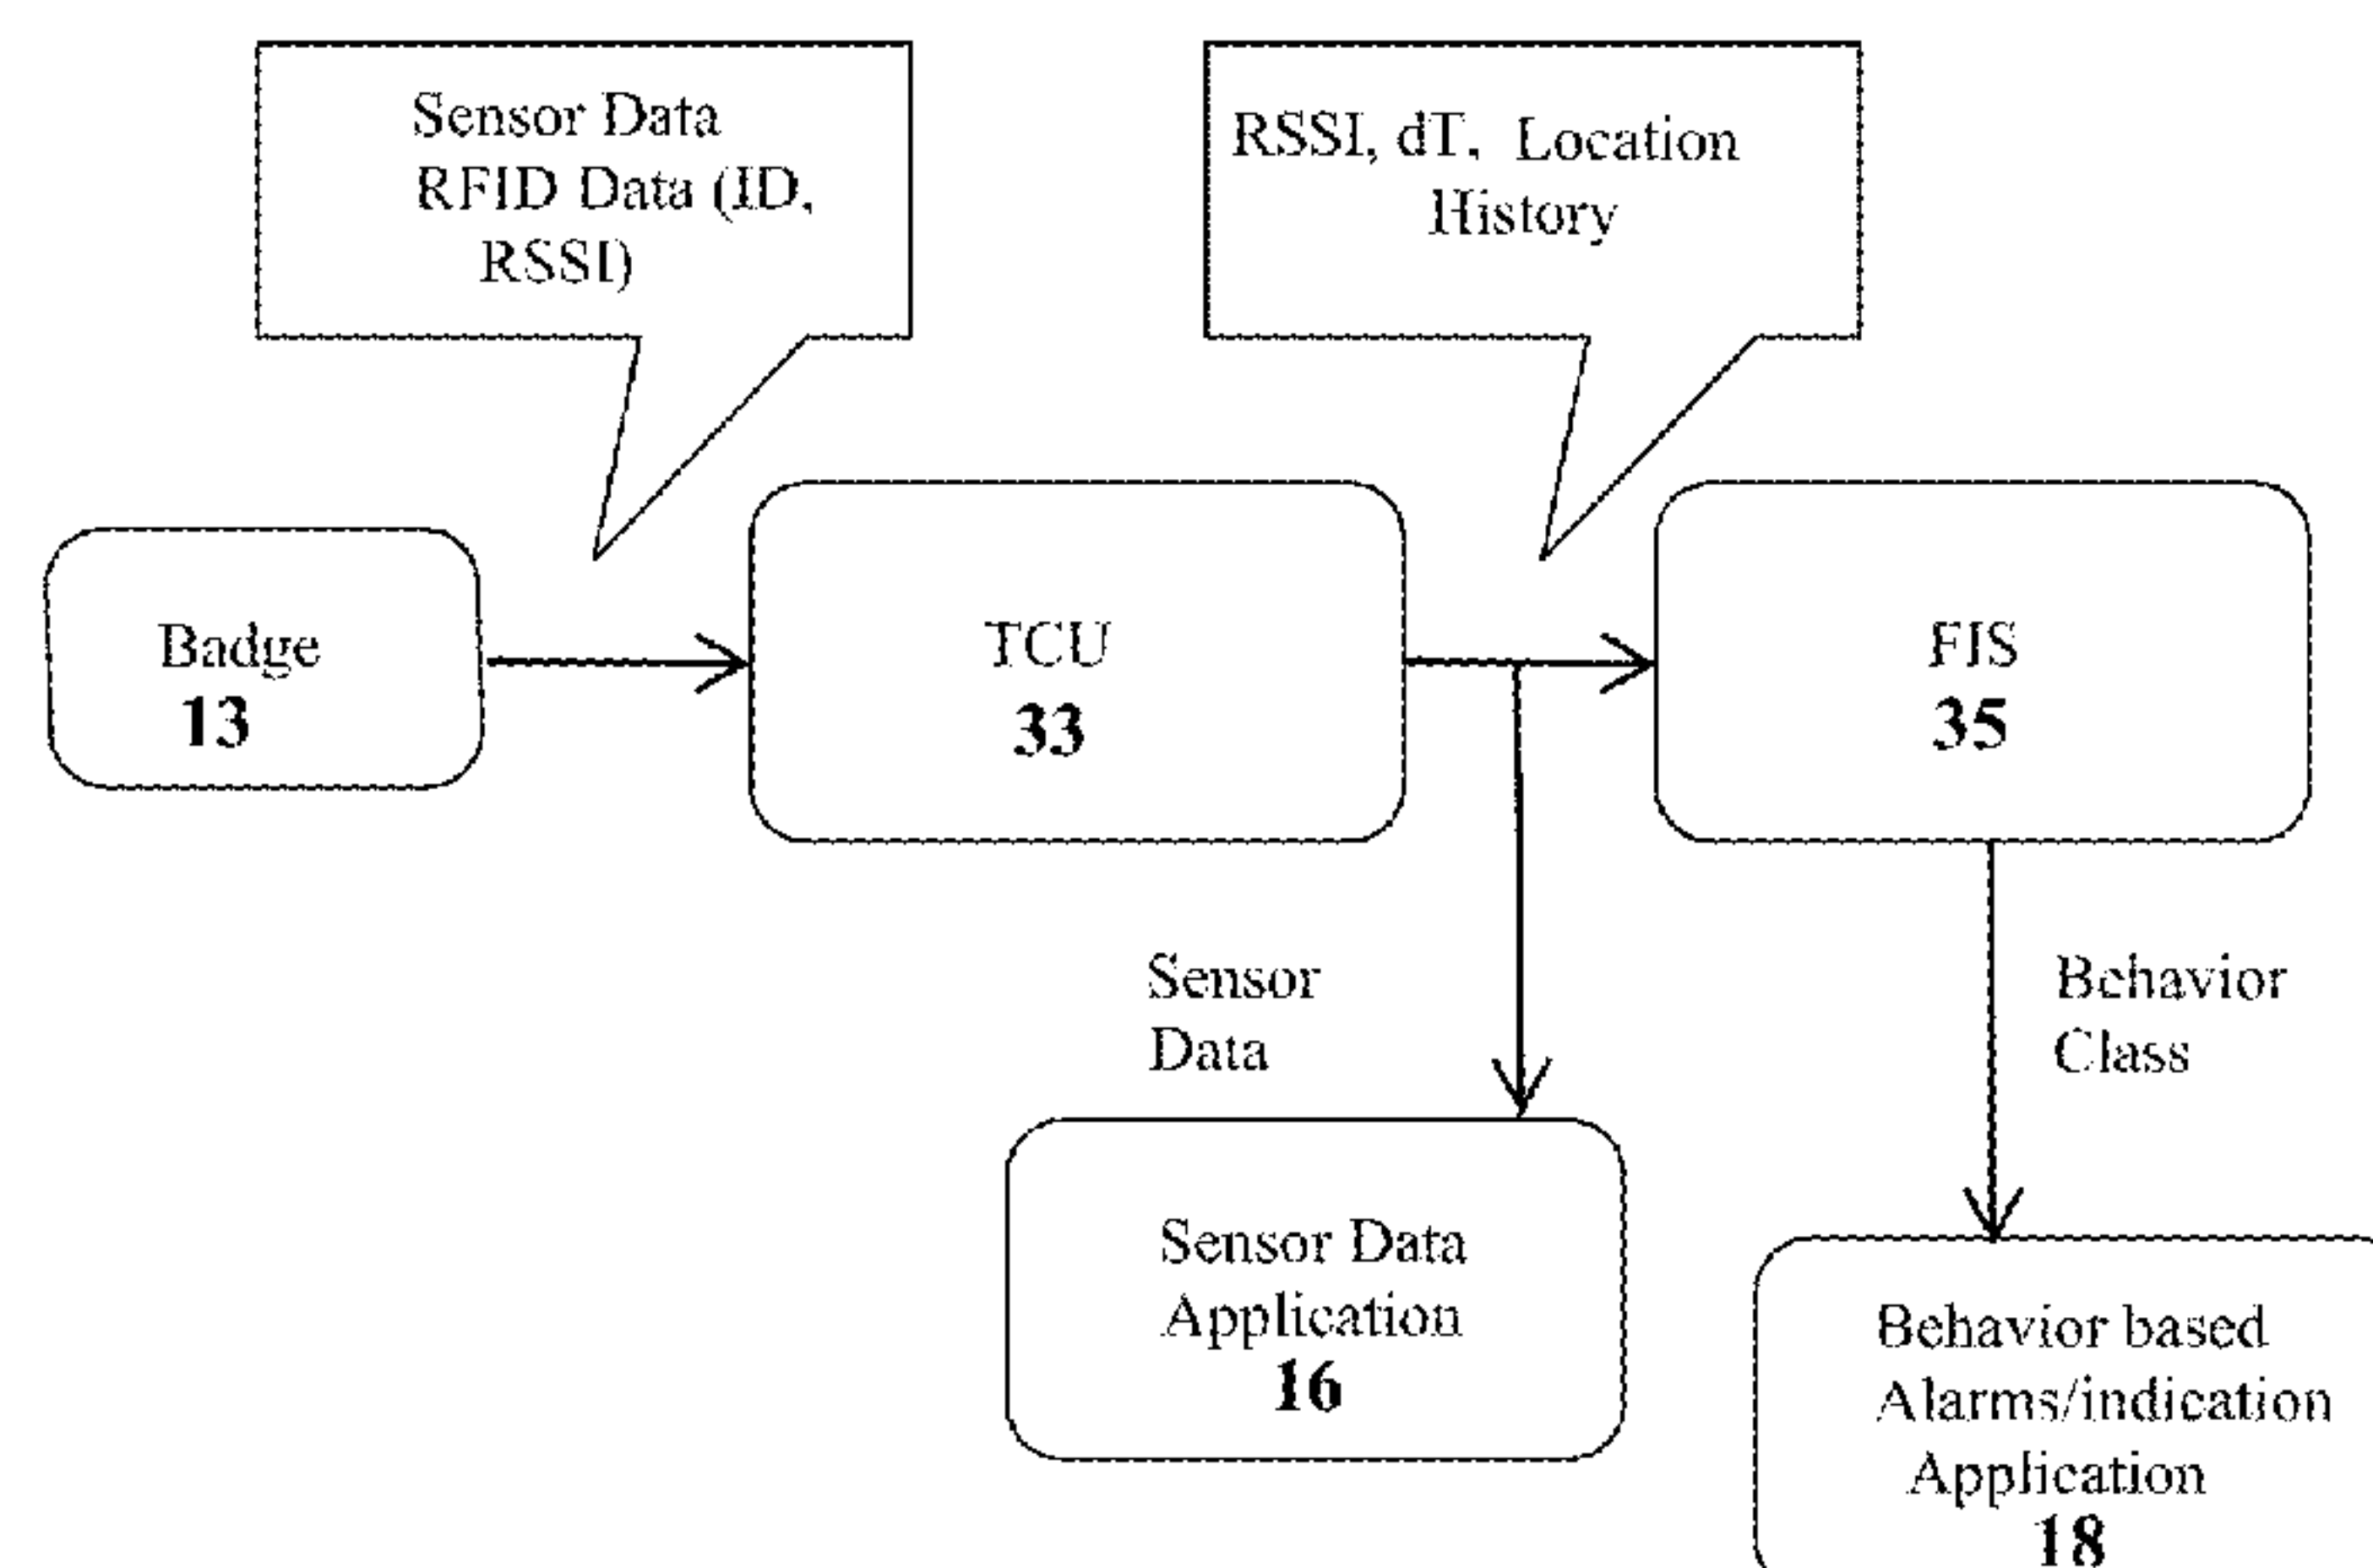 Sensor Data
RFID Data (ID,
RSSI)
RSSI, dT, Location
History
Badge
13
TCU
33
FIS
35
Sensor
Data
Behavior
Class
Sensor Data
Application
16
Behavior based
Alarms/indication
Application
18